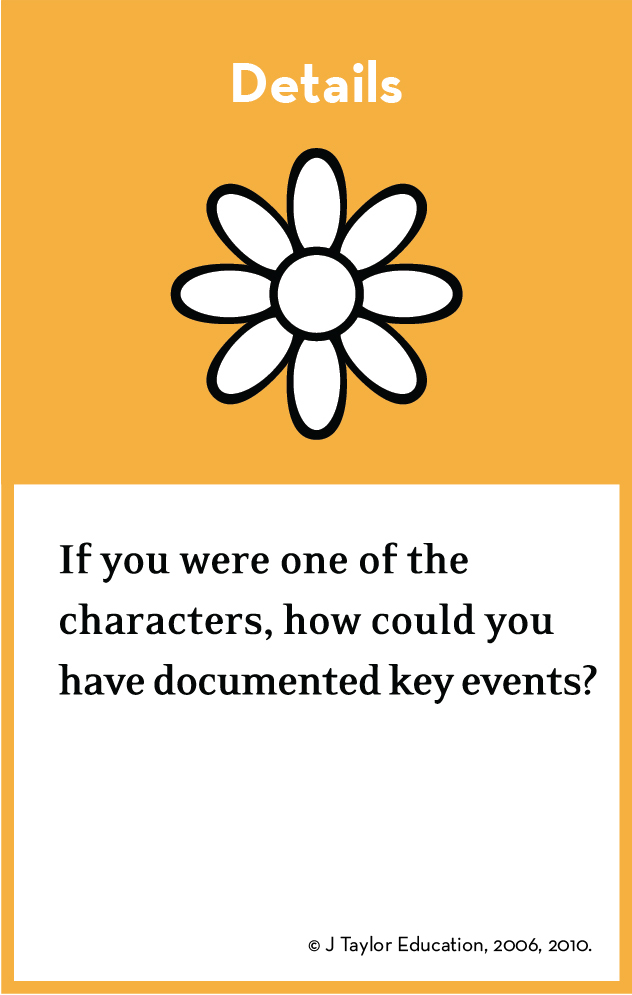 Details
If you were one of the
characters, how could you
have documented key events?
© J Taylor Education, 2006, 2010.